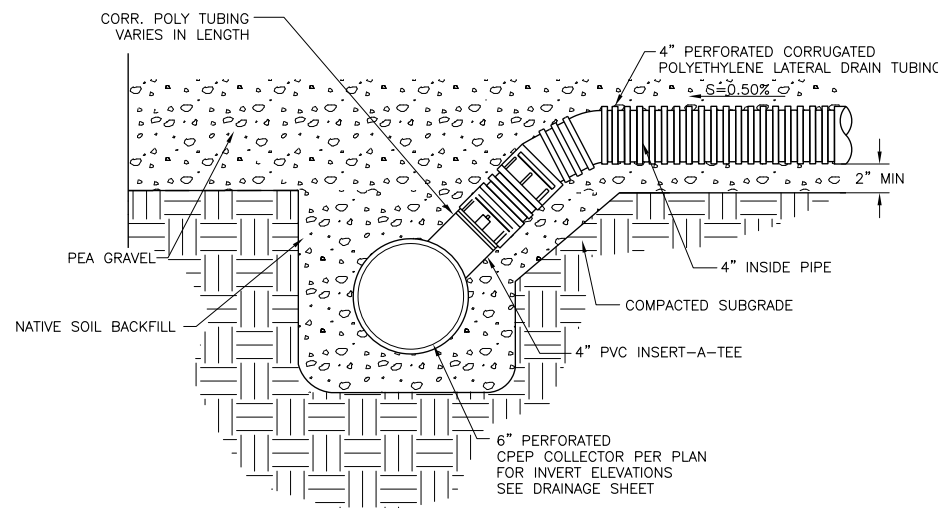 CORR. POLY TUBING
VARIES IN LENGTH
4" PERFORATED CORRUGATED
POLYETHYLENE LATERAL DRAIN TUBING
S=0.50%
2" MIN
PEA GRAVEL
4" INSIDE PIPE
COMPACTED SUBGRADE
NATIVE SOIL BACKFILL
4" PVC INSERT-A-TEE
6" PERFORATED
CPEP COLLECTOR PER PLAN
FOR INVERT ELEVATIONS
SEE DRAINAGE SHEET